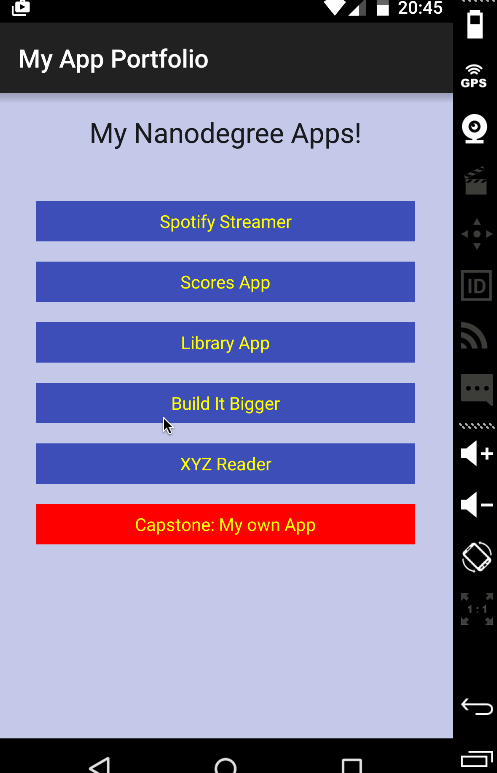 20:45
My App Portfolio
GPS
My Nanodegree Apps!
Spotify Streamer
Scores App
ID
Library App
Build It Bigger
XYZ Reader
Capstone: My own App
1:1